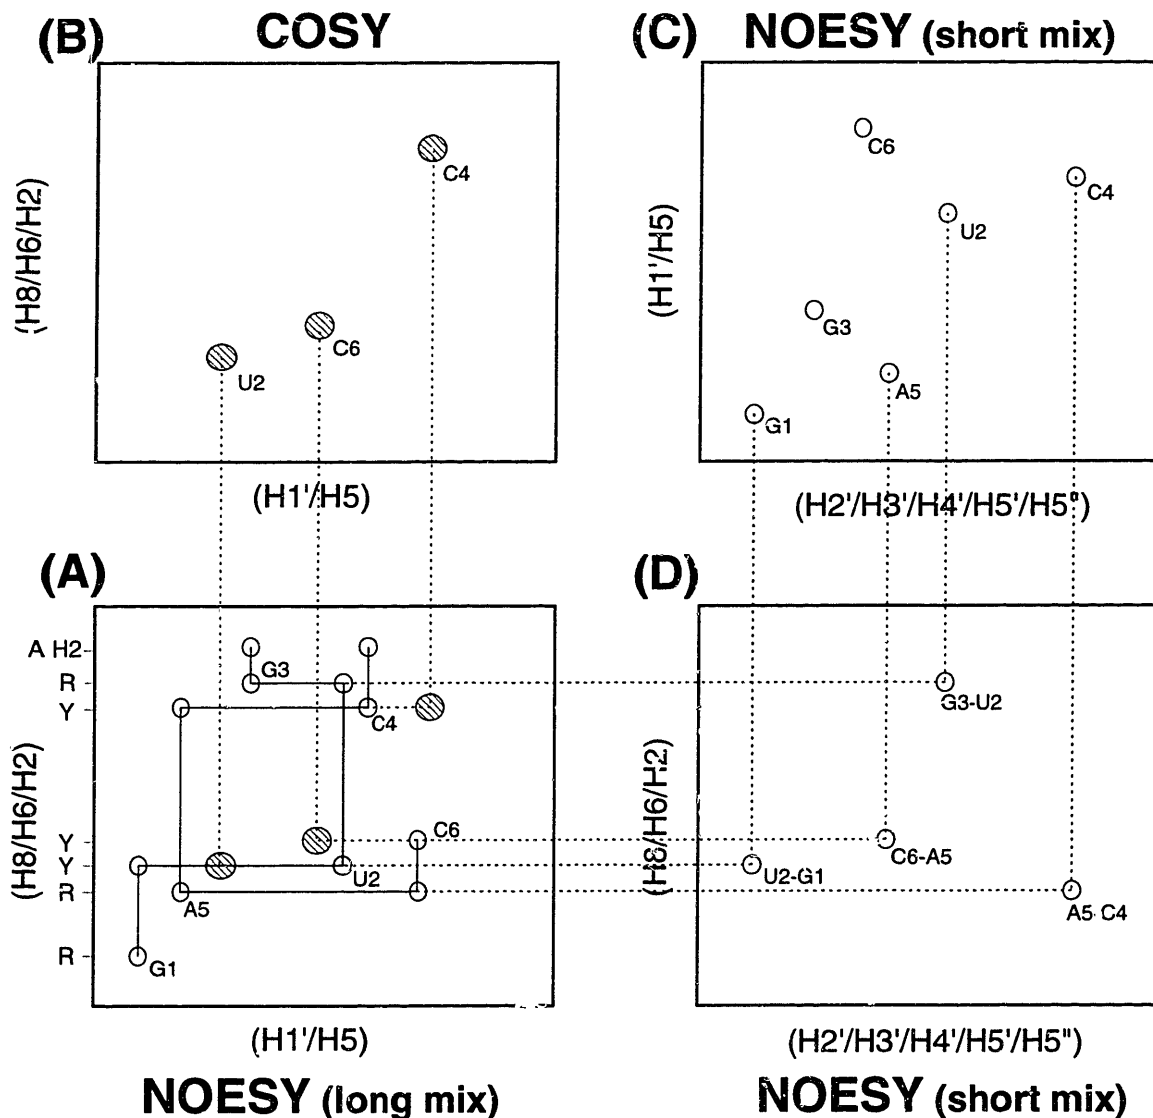 (B) COSY
(H8/H6/H2)
C4
C6
U2
(H1'/H5)
(C) NOESY (short mix)
(H1'/H5)
C6
C4
U2
G3
A5
G1
(H2'/H3'/H4'/H5'/H5")
(A)
(H8/H6/H2)
A H2
R
Y
Y
Y
R
R
G3
C4
C6
U2
A5
G1
(H1'/H5)
NOESY (long mix)
(D)
(H8/H6/H2)
G3-U2
C6-A5
U2-G1
A5-C4
(H2'/H3'/H4'/H5'/H5")
NOESY (short mix)